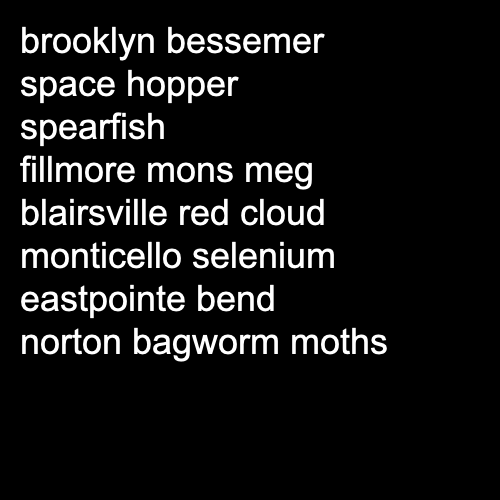 brooklyn bessemer
space hopper
spearfish
fillmore mons meg
blairsville red cloud
monticello selenium
eastpointe bend
norton bagworm moths